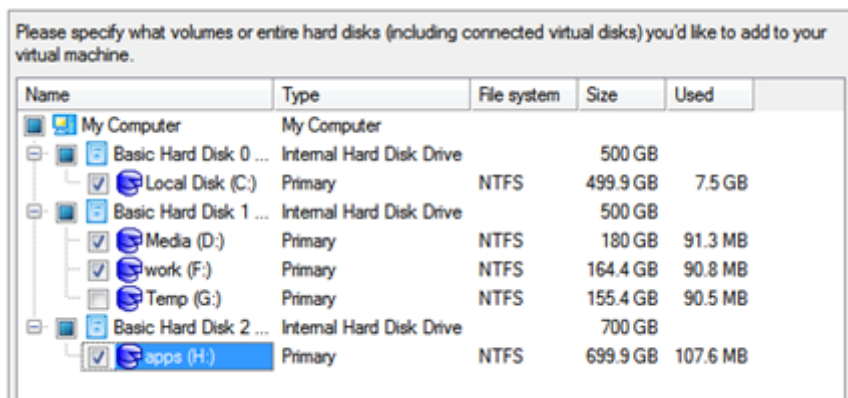 Please specify what volumes or entire hard disks (including connected virtual disks) you'd like to add to your
virtual machine.
Name Type File system Size Used
My Computer My Computer
Basic Hard Disk 0 ... Internal Hard Disk Drive 500 GB
Local Disk (C:) Primary NTFS 499.9 GB 7.5 GB
Basic Hard Disk 1 ... Internal Hard Disk Drive 500 GB
Media (D:) Primary NTFS 180 GB 91.3 MB
work (F:) Primary NTFS 164.4 GB 90.8 MB
Temp (G:) Primary NTFS 155.4 GB 90.5 MB
Basic Hard Disk 2 ... Internal Hard Disk Drive 700 GB
apps (H:) Primary NTFS 699.9 GB 107.6 MB